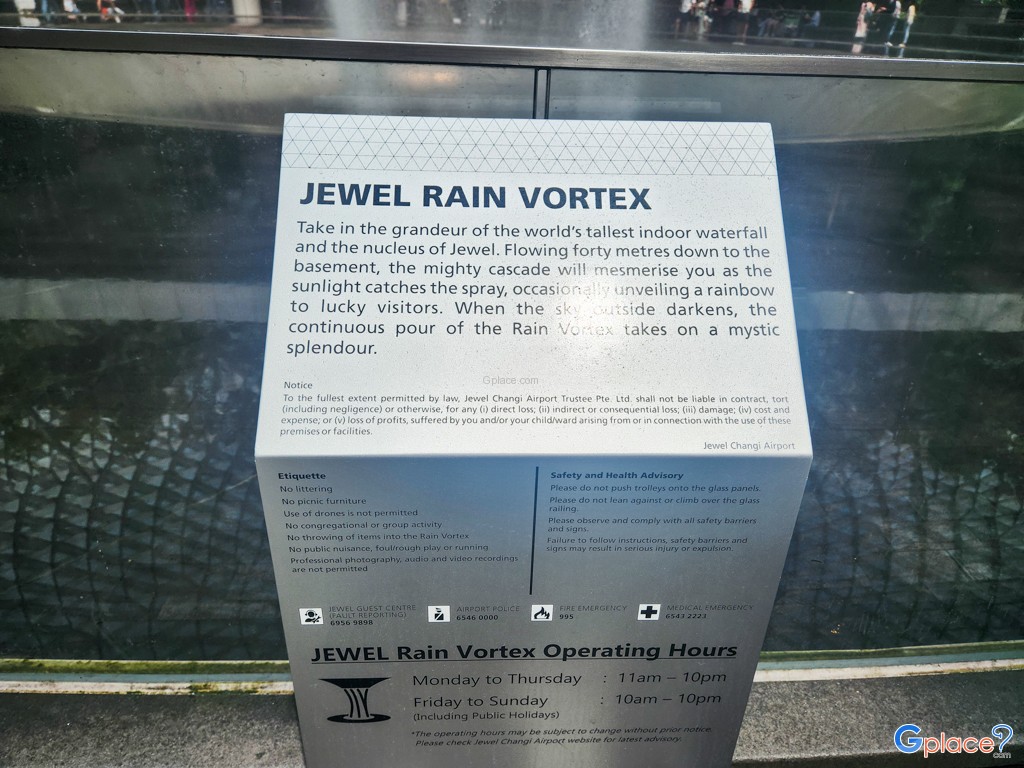 JEWEL RAIN VORTEX
Take in the grandeur of the world's tallest indoor waterfall
and the nucleus of Jewel. Flowing forty metres down to the
basement, the mighty cascade will mesmerise you as the
sunlight catches the spray, occasionally unveiling a rainbow
to lucky visitors. When the sky outside darkens, the
continuous pour of the Rain Vortex takes on a mystic
splendour.
Gplace.com
Notice
To the fullest extent permitted by law, Jewel Changi Airport Trustee Pte. Ltd. shall not be liable in contract, tort
(including negligence) or otherwise, for any (i) direct loss; (ii) indirect or consequential loss; (iii) damage; (iv) cost and
expense; or (v) loss of profits, suffered by you and/or your child/ward arising from or in connection with the use of these
premises or facilities.
Jewel Changi Airport
Etiquette
No littering
No picnic furniture
Use of drones is not permitted
No congregational or group activity
No throwing of items into the Rain Vortex
No public nuisance, foul/rough play or running
Professional photography, audio and video recordings
are not permitted
Safety and Health Advisory
Please do not push trolleys onto the glass panels.
Please do not lean against or climb over the glass
railing.
Please observe and comply with all safety barriers
and signs.
Failure to follow instructions, safety barriers and
signs may result in serious injury or expulsion.
JEWEL GUEST CENTRE
(FAULT REPORTING)
6956 9898
AIRPORT POLICE
6546 0000
FIRE EMERGENCY
995
MEDICAL EMERGENCY
6543 2223
JEWEL Rain Vortex Operating Hours
Monday to Thursday : 11am – 10pm
Friday to Sunday : 10am – 10pm
(Including Public Holidays)
*The operating hours may be subject to change without prior notice.
Please check Jewel Changi Airport website for latest advisory.
Gplace?
.com